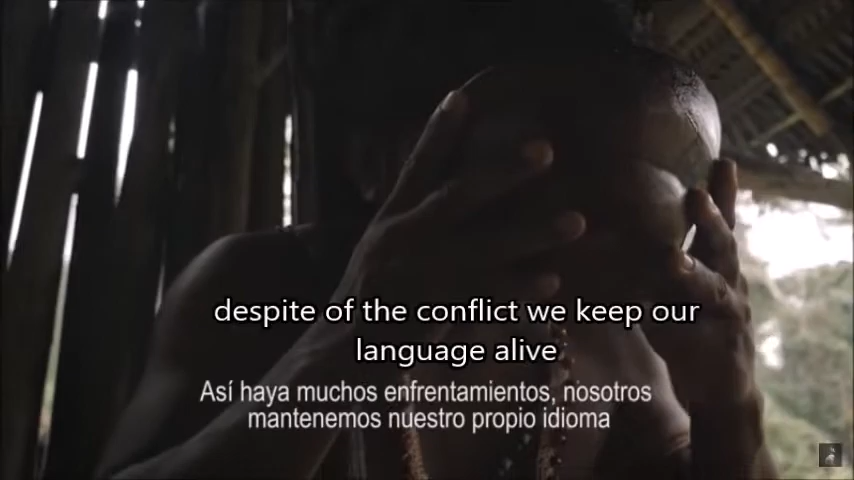 despite of the conflict we keep our
language alive
Así haya muchos enfrentamientos, nosotros
mantenemos nuestro propio idioma